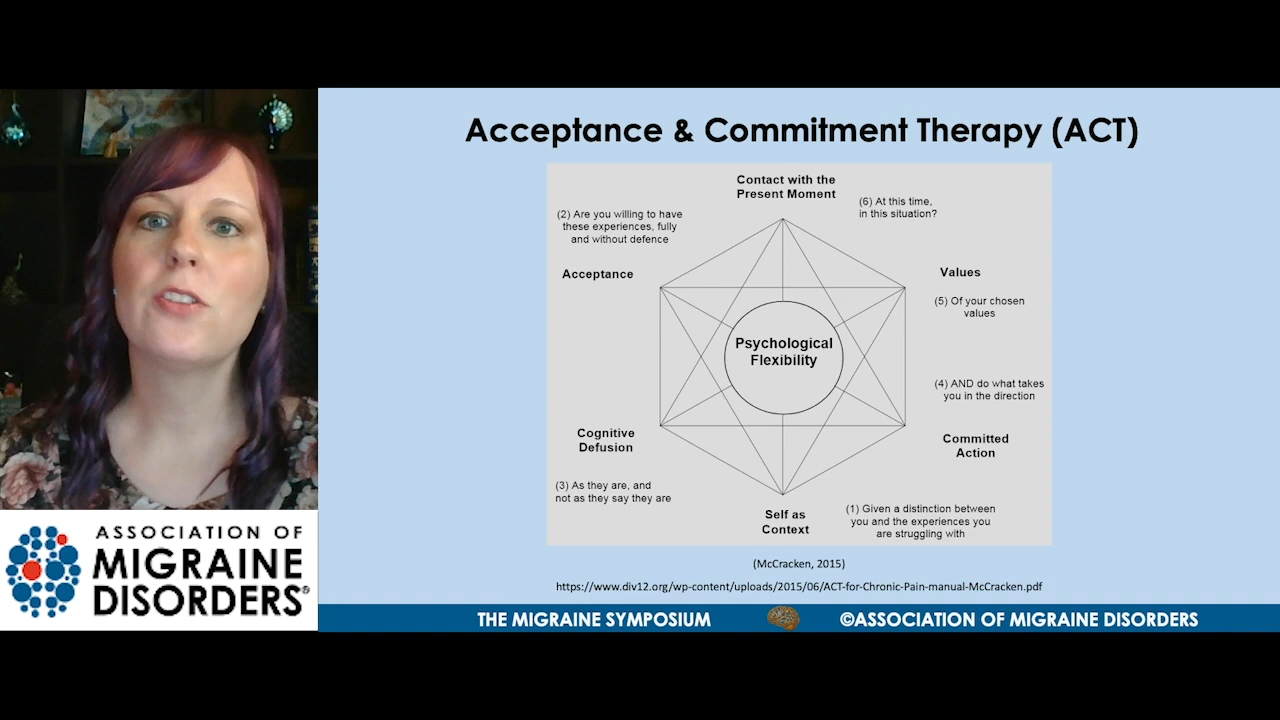 Acceptance & Commitment Therapy (ACT)
Contact with the
Present Moment
(6) At this time,
in this situation?
(2) Are you willing to have
these experiences, fully
and without defence
Acceptance
Values
(5) Of your chosen
values
Psychological
Flexibility
(4) AND do what takes
you in the direction
Cognitive
Defusion
Committed
Action
(3) As they are, and
not as they say they are
Self as
Context
(1) Given a distinction between
you and the experiences you
are struggling with
(McCracken, 2015)
https://www.div12.org/wp-content/uploads/2015/06/ACT-for-Chronic-Pain-manual-McCracken.pdf
ASSOCIATION OF
MIGRAINE
DISORDERS®
THE MIGRAINE SYMPOSIUM
©ASSOCIATION OF MIGRAINE DISORDERS